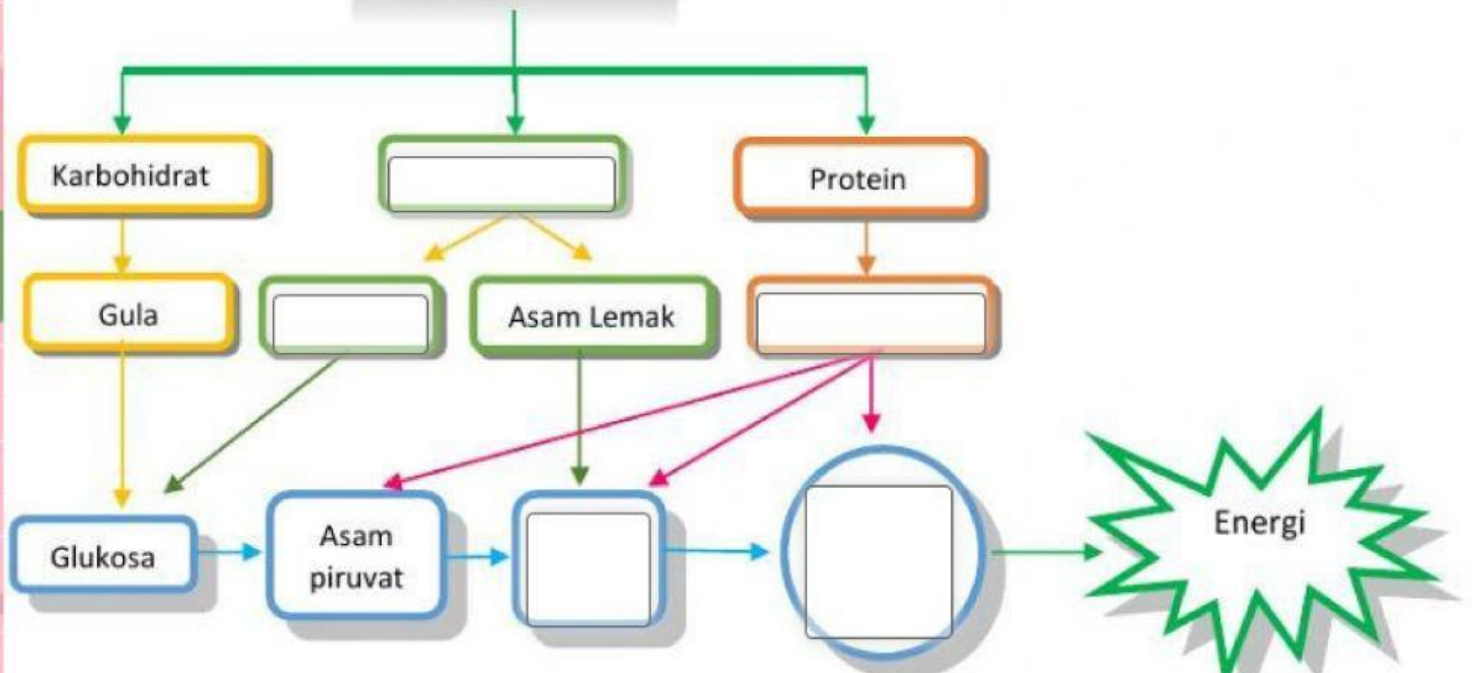 Karbohidrat
Protein
Gula
Asam Lemak
Glukosa
Asam
piruvat
Energi